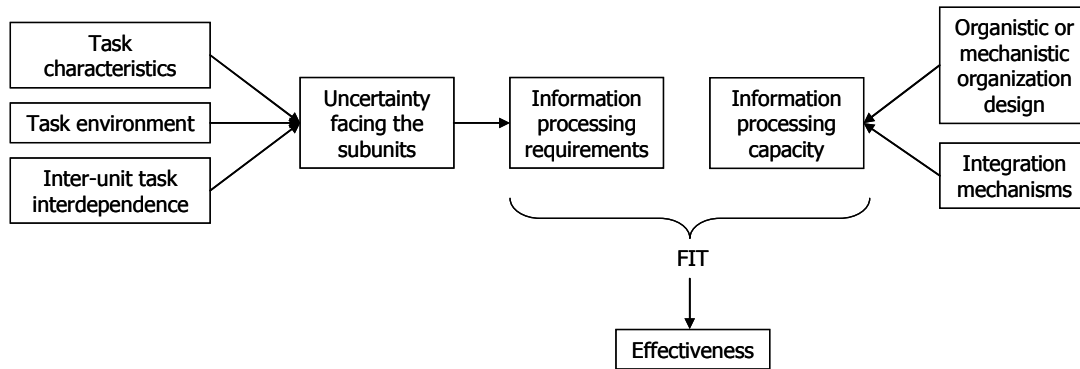 Task
characteristics
Task environment
Inter-unit task
interdependence
Uncertainty
facing the
subunits
Information
processing
requirements
Information
processing
capacity
Organistic or
mechanistic
organization
design
Integration
mechanisms
FIT
Effectiveness